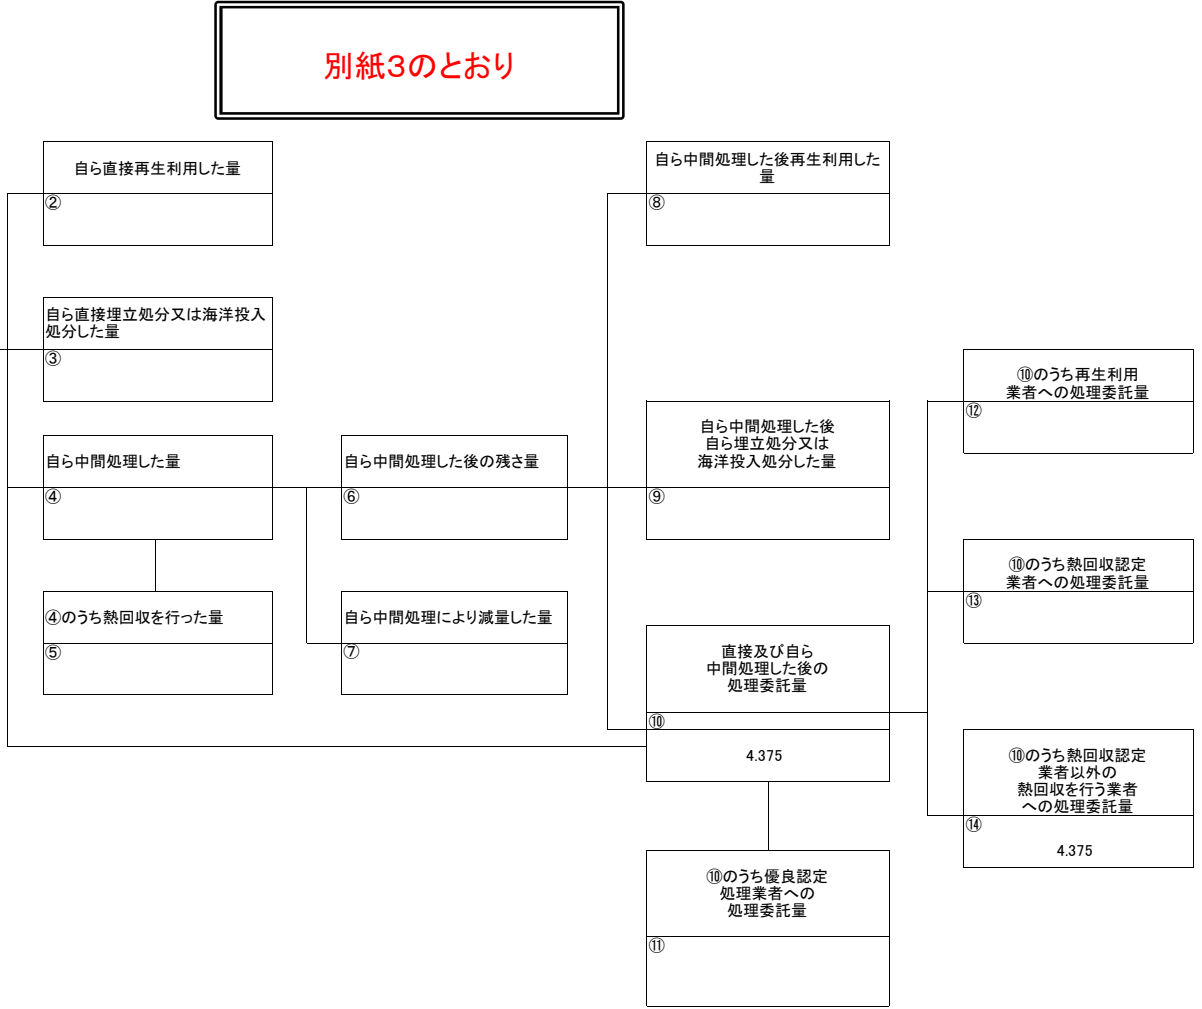 別紙３のとおり
自ら直接再生利用した量
②
自ら中間処理した後再生利用した
量
⑧
自ら直接埋立処分又は海洋投入
処分した量
③
⑩のうち再生利用
業者への処理委託量
⑫
自ら中間処理した量
④
自ら中間処理した後の残さ量
⑥
自ら中間処理した後
自ら埋立処分又は
海洋投入処分した量
⑨
⑩のうち熱回収認定
業者への処理委託量
⑬
④のうち熱回収を行った量
⑤
自ら中間処理により減量した量
⑦
直接及び自ら
中間処理した後の
処理委託量
⑩
4.375
⑩のうち熱回収認定
業者以外の
熱回収を行う業者
への処理委託量
⑭
4.375
⑩のうち優良認定
処理業者への
処理委託量
⑪